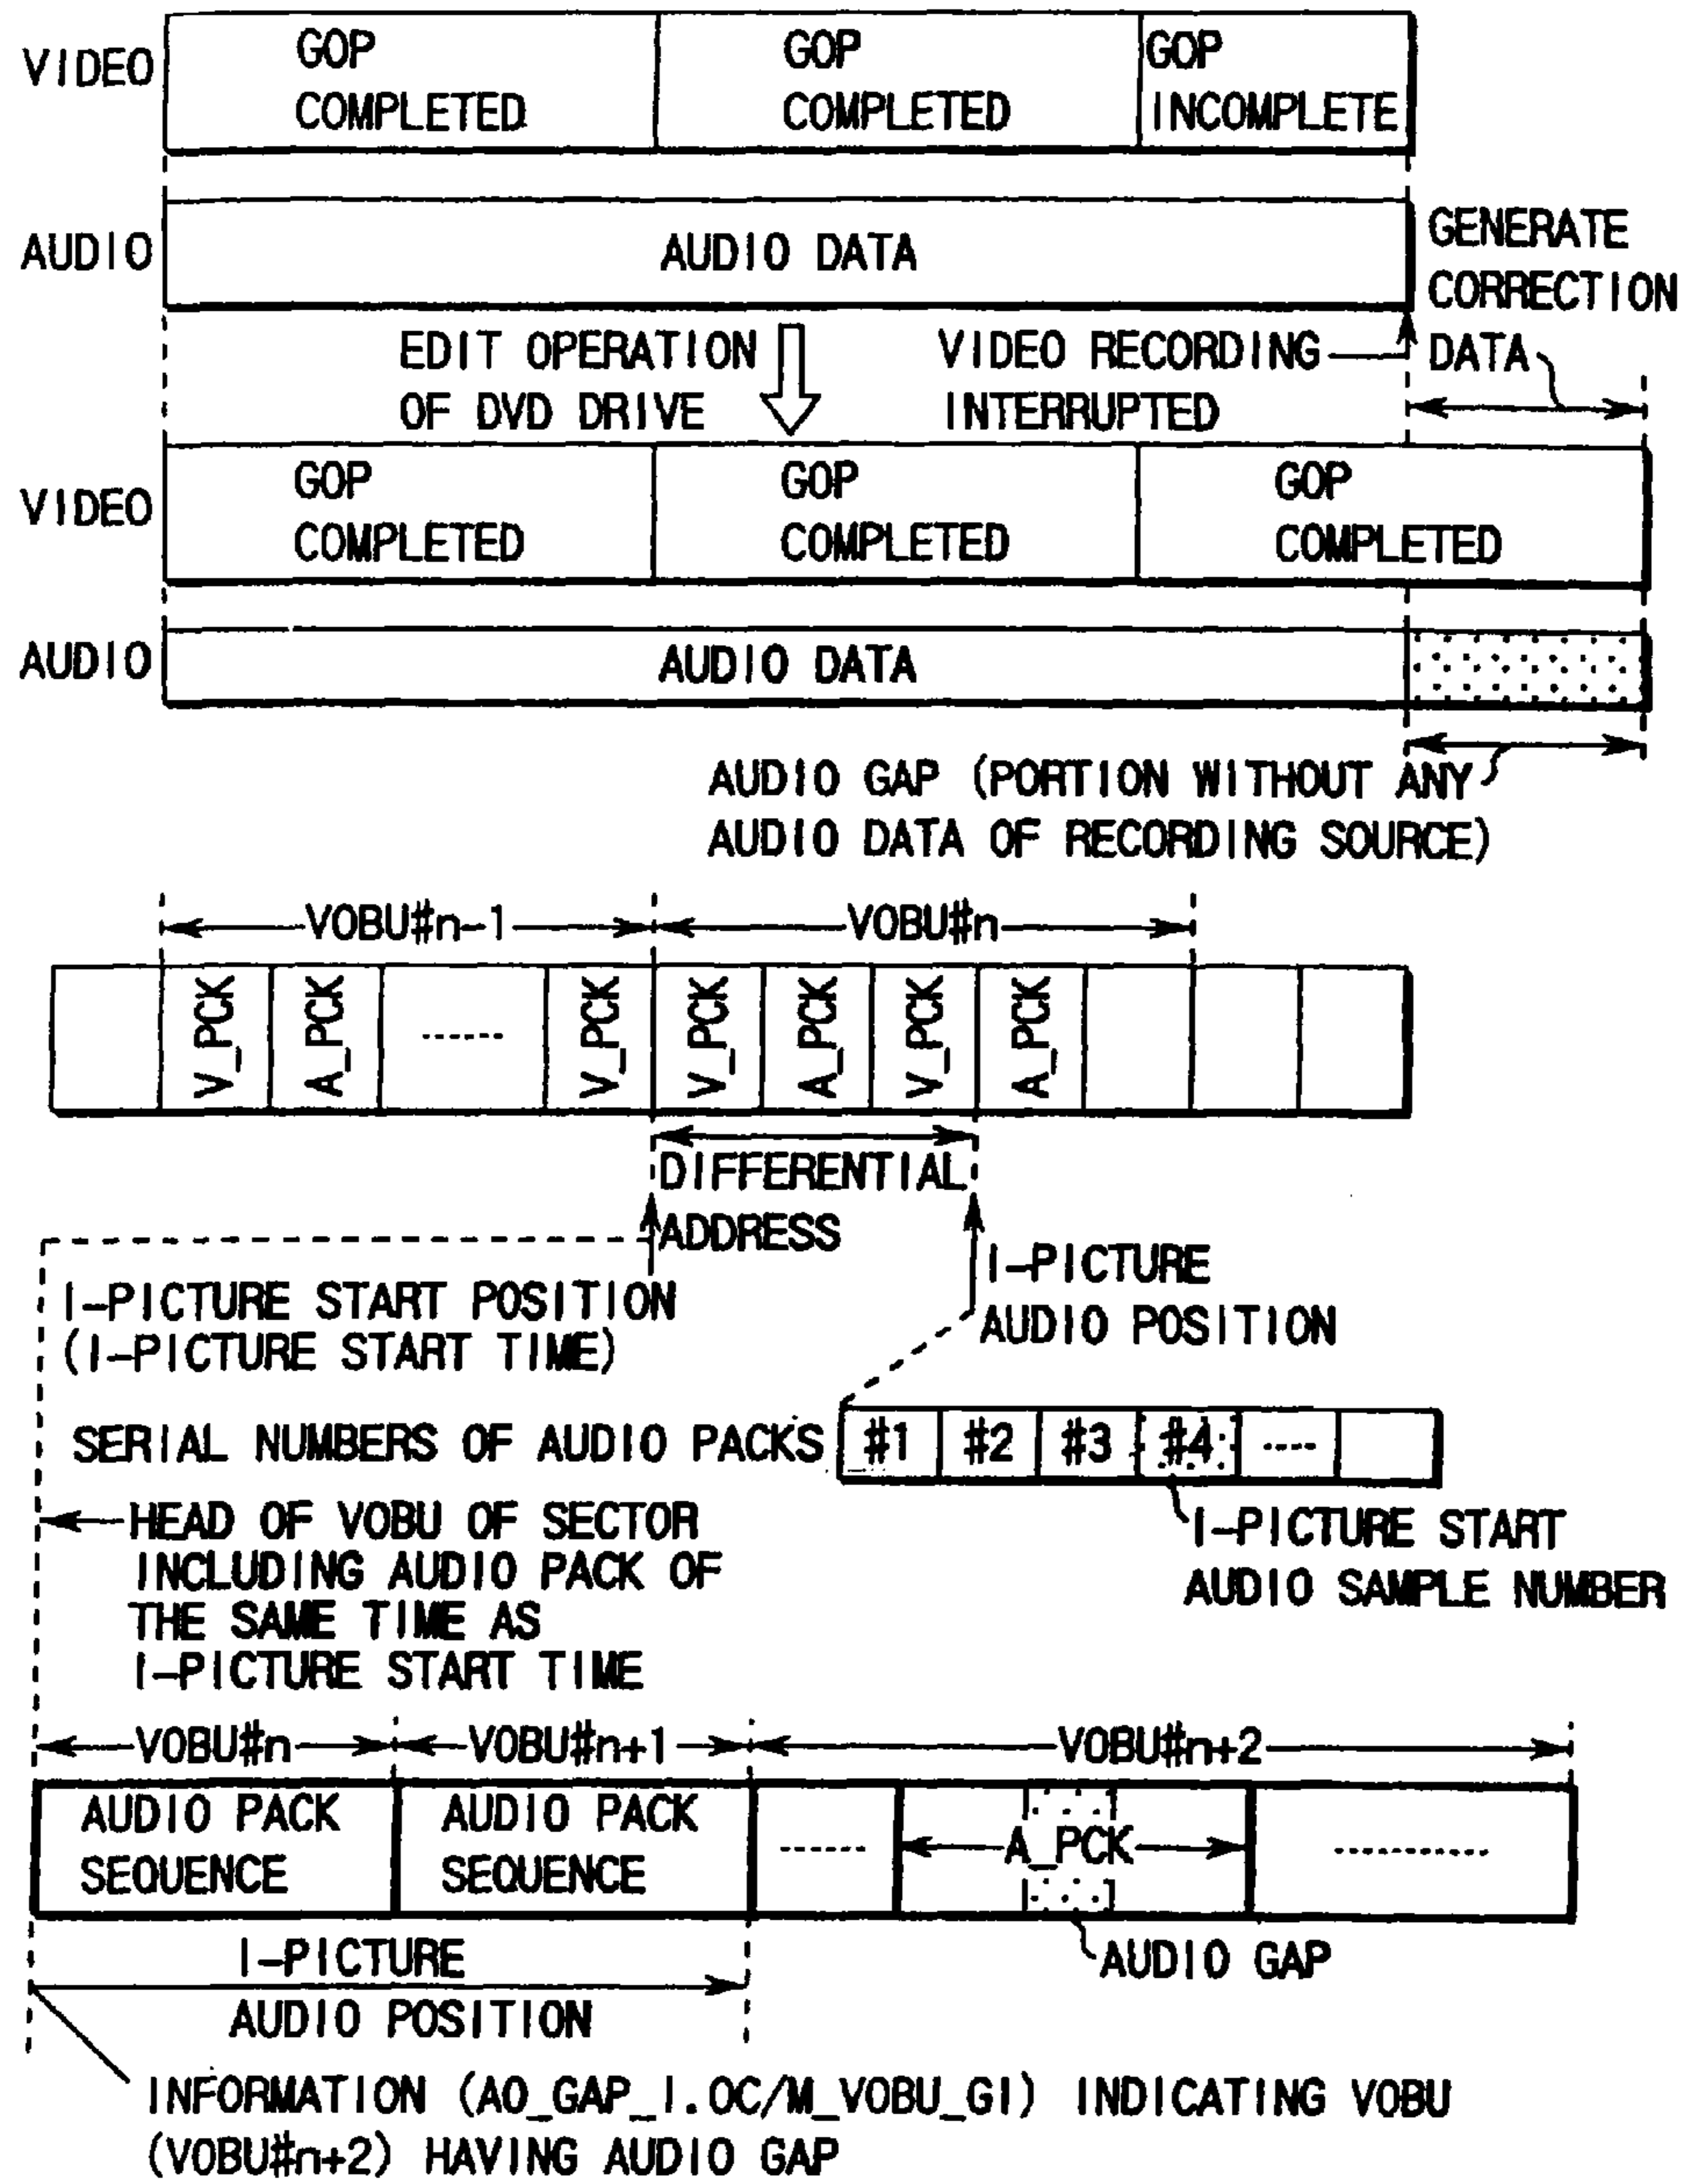 VIDEO
GOP
COMPLETED
GOP
COMPLETED
GOP
INCOMPLETE
AUDIO
AUDIO DATA
GENERATE
CORRECTION
DATA
EDIT OPERATION
OF DVD DRIVE
VIDEO RECORDING
INTERRUPTED
VIDEO
GOP
COMPLETED
GOP
COMPLETED
GOP
COMPLETED
AUDIO
AUDIO DATA
AUDIO GAP (PORTION WITHOUT ANY
AUDIO DATA OF RECORDING SOURCE)
VOBU#n-1
VOBU#n
V_PCK
A_PCK
--------
V_PCK
V_PCK
A_PCK
V_PCK
A_PCK
DIFFERENTIAL
ADDRESS
I-PICTURE START POSITION
(I-PICTURE START TIME)
I-PICTURE
AUDIO POSITION
SERIAL NUMBERS OF AUDIO PACKS
#1
#2
#3
#4
----
I-PICTURE START
AUDIO SAMPLE NUMBER
HEAD OF VOBU OF SECTOR
INCLUDING AUDIO PACK OF
THE SAME TIME AS
I-PICTURE START TIME
VOBU#n
VOBU#n+1
VOBU#n+2
AUDIO PACK
SEQUENCE
AUDIO PACK
SEQUENCE
--------
A_PCK
--------------
AUDIO GAP
I-PICTURE
AUDIO POSITION
INFORMATION (AO_GAP_I.OC/M_VOBU_GI) INDICATING VOBU
(VOBU#n+2) HAVING AUDIO GAP